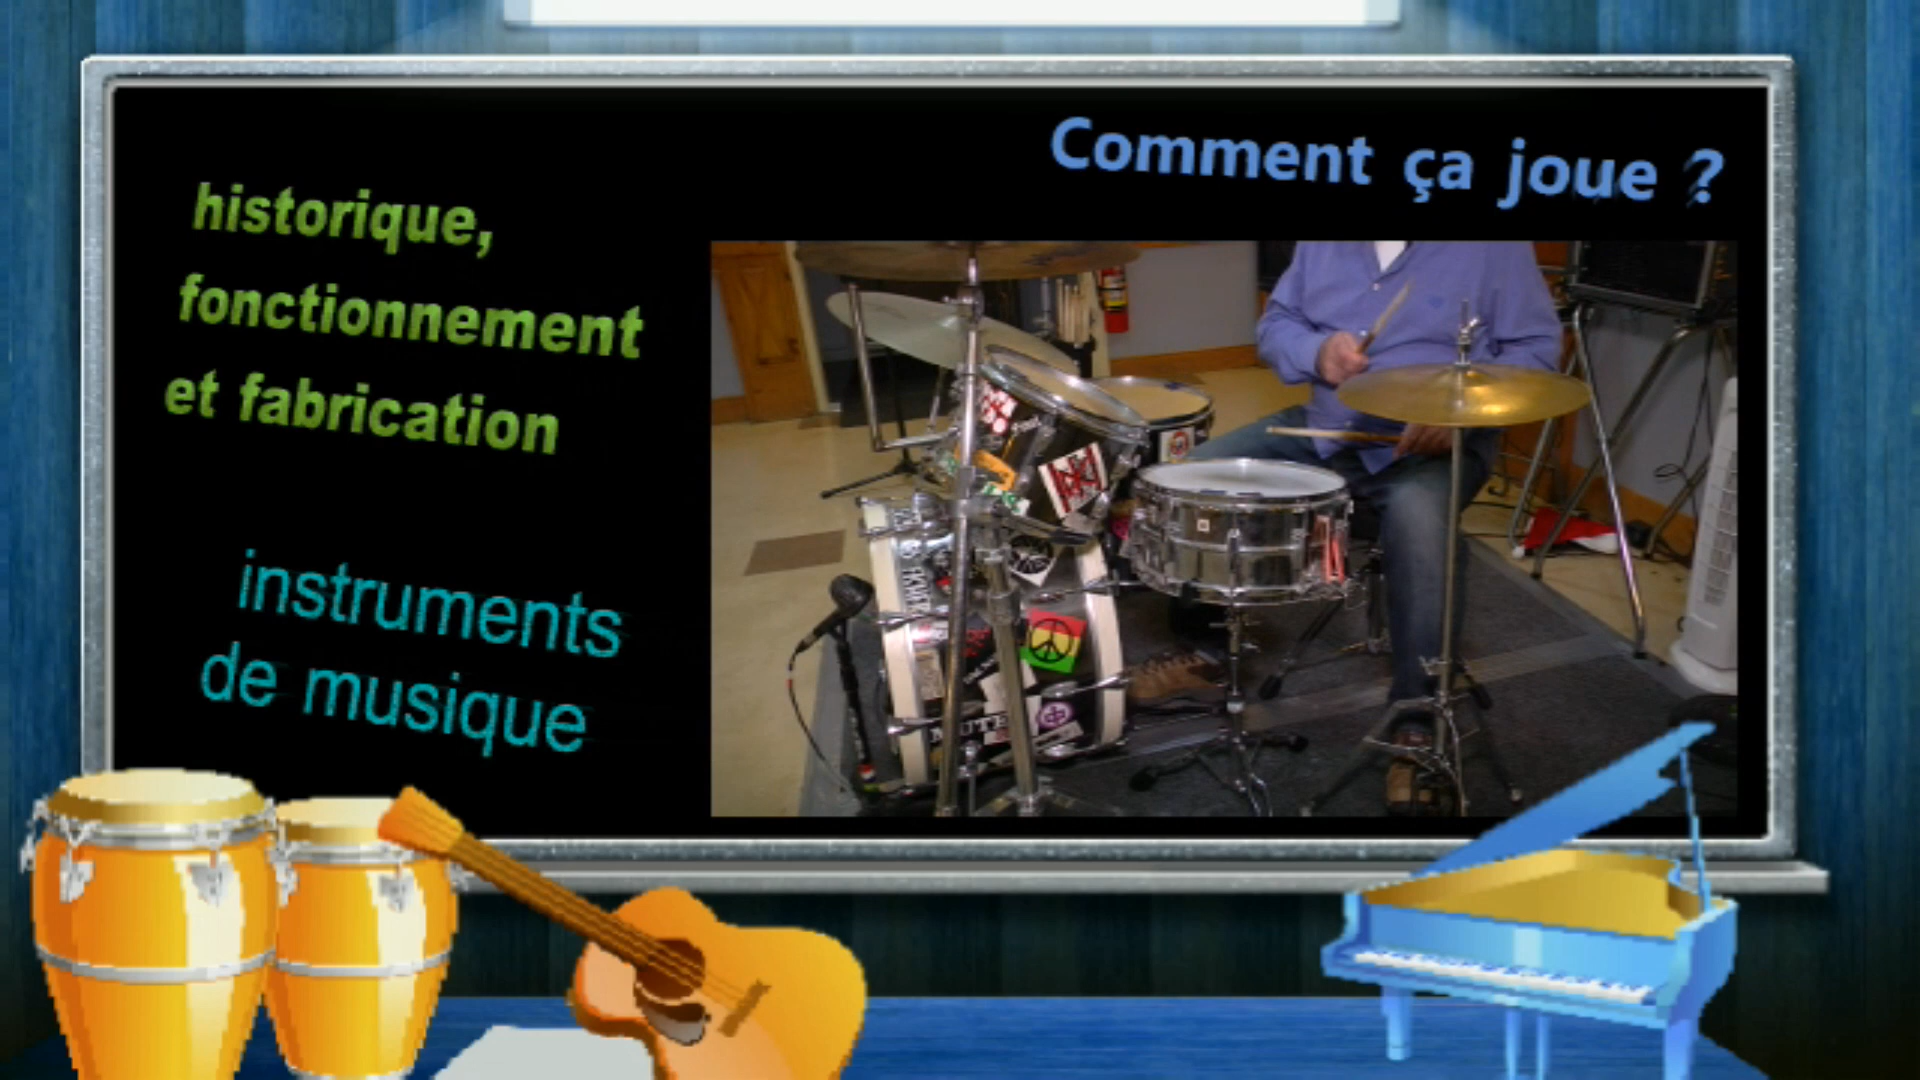 Comment ça joue ?
historique,
fonctionnement
et fabrication
instruments
de musique